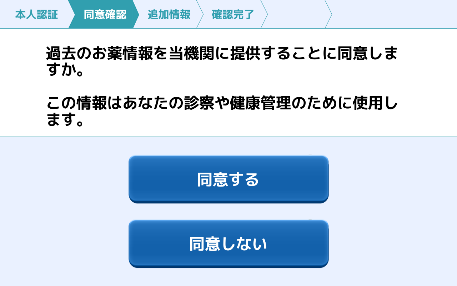 本人認証
同意確認
追加情報
確認完了
過去のお薬情報を当機関に提供することに同意しま
すか。
この情報はあなたの診察や健康管理のために使用し
ます。
同意する
同意しない